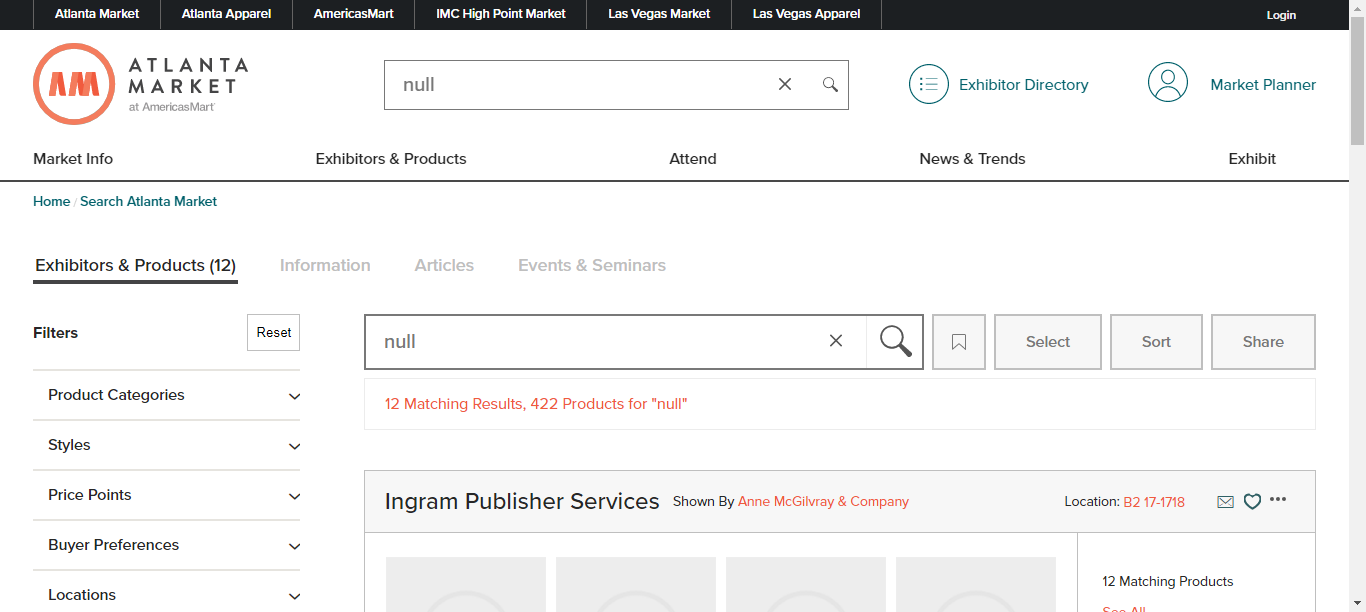 Atlanta Market Atlanta Apparel AmericasMart IMC High Point Market Las Vegas Market Las Vegas Apparel Login
AM ATLANTA
MARKET
at AmericasMart
null
Exhibitor Directory
Market Planner
Market Info Exhibitors & Products Attend News & Trends Exhibit
Home / Search Atlanta Market
Exhibitors & Products (12) Information Articles Events & Seminars
Filters Reset
Product Categories
Styles
Price Points
Buyer Preferences
Locations
null
Select Sort Share
12 Matching Results, 422 Products for "null"
Ingram Publisher Services Shown By Anne McGilvray & Company Location: B2 17-1718
12 Matching Products
See All